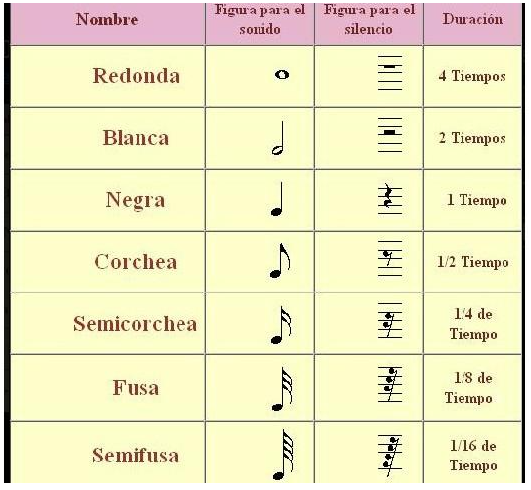 Nombre
Figura para el
sonido
Figura para el
silencio
Duración
Redonda
4 Tiempos
Blanca
2 Tiempos
Negra
1 Tiempo
Corchea
1/2 Tiempo
Semicorchea
1/4 de
Tiempo
Fusa
1/8 de
Tiempo
Semifusa
1/16 de
Tiempo